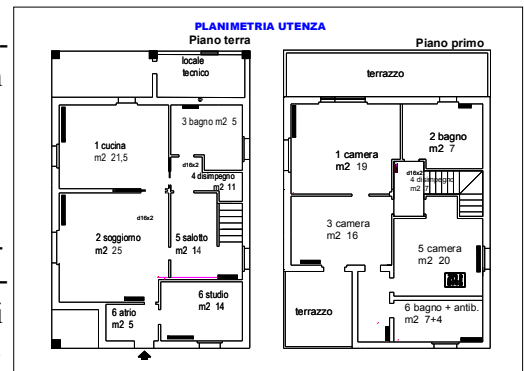 PLANIMETRIA UTENZA
Piano terra
locale
tecnico
3 bagno m2 5
1 cucina
m2 21,5
d16x2
4 disimpegno
m2 11
d16x2
2 soggiorno
m2 25
5 salotto
m2 14
6 atrio
m2 5
6 studio
m2 14
Piano primo
terrazzo
2 bagno
m2 7
1 camera
m2 19
d16x2
4 disimpegno
m2 7
3 camera
m2 16
5 camera
m2 20
terrazzo
6 bagno + antib.
m2 7+4